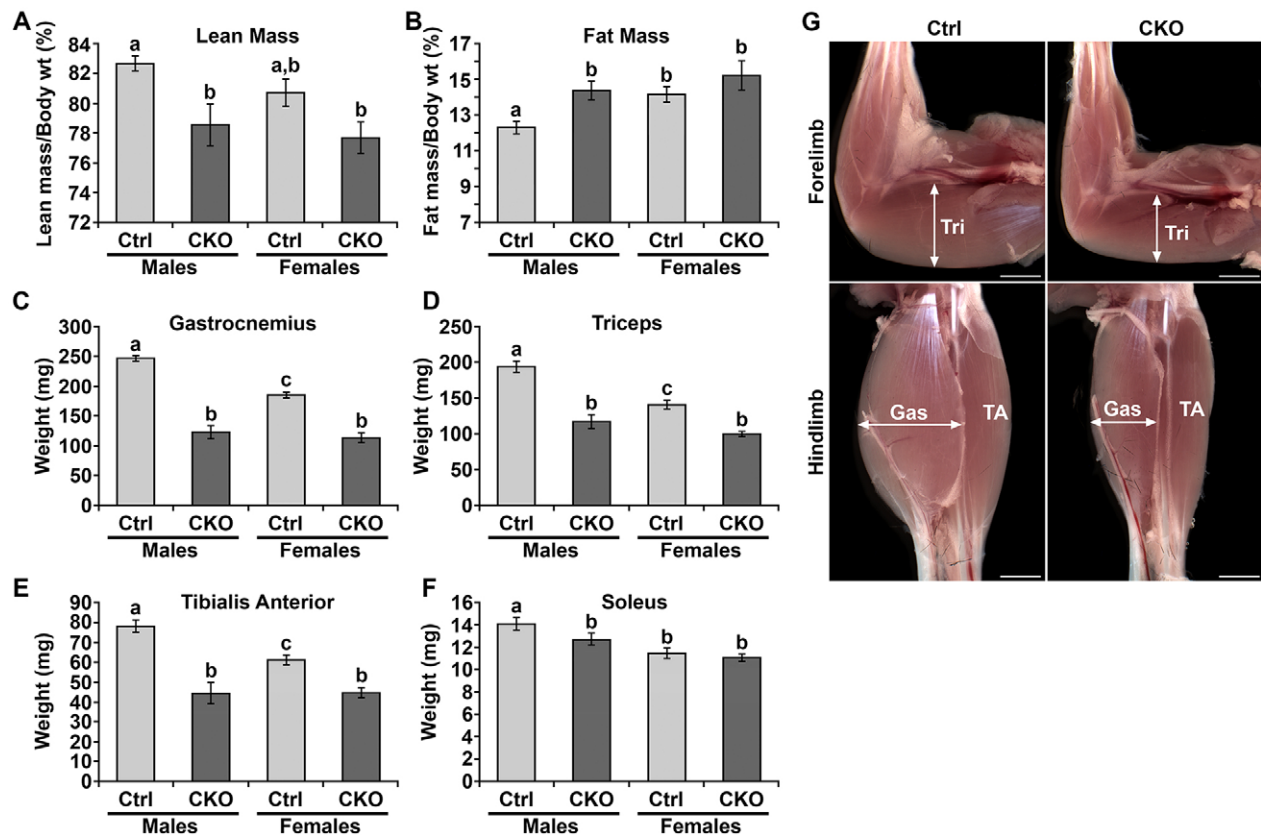 A
Lean Mass
Lean mass/Body wt (%)
84
82
80
78
76
74
72
a
b
a,b
b
Ctrl CKO Ctrl CKO
Males Females
B
Fat Mass
Fat mass/Body wt (%)
17
15
13
11
9
7
5
a
b
b
b
Ctrl CKO Ctrl CKO
Males Females
C
Gastrocnemius
Weight (mg)
300
250
200
150
100
50
0
a
b
c
b
Ctrl CKO Ctrl CKO
Males Females
D
Triceps
Weight (mg)
250
200
150
100
50
0
a
b
c
b
Ctrl CKO Ctrl CKO
Males Females
E
Tibialis Anterior
Weight (mg)
90
80
70
60
50
40
30
20
10
0
a
b
c
b
Ctrl CKO Ctrl CKO
Males Females
F
Soleus
Weight (mg)
16
14
12
10
8
6
4
2
0
a
b
b
b
Ctrl CKO Ctrl CKO
Males Females
G
Ctrl CKO
Forelimb
Tri
Tri
Hindlimb
Gas TA
Gas TA